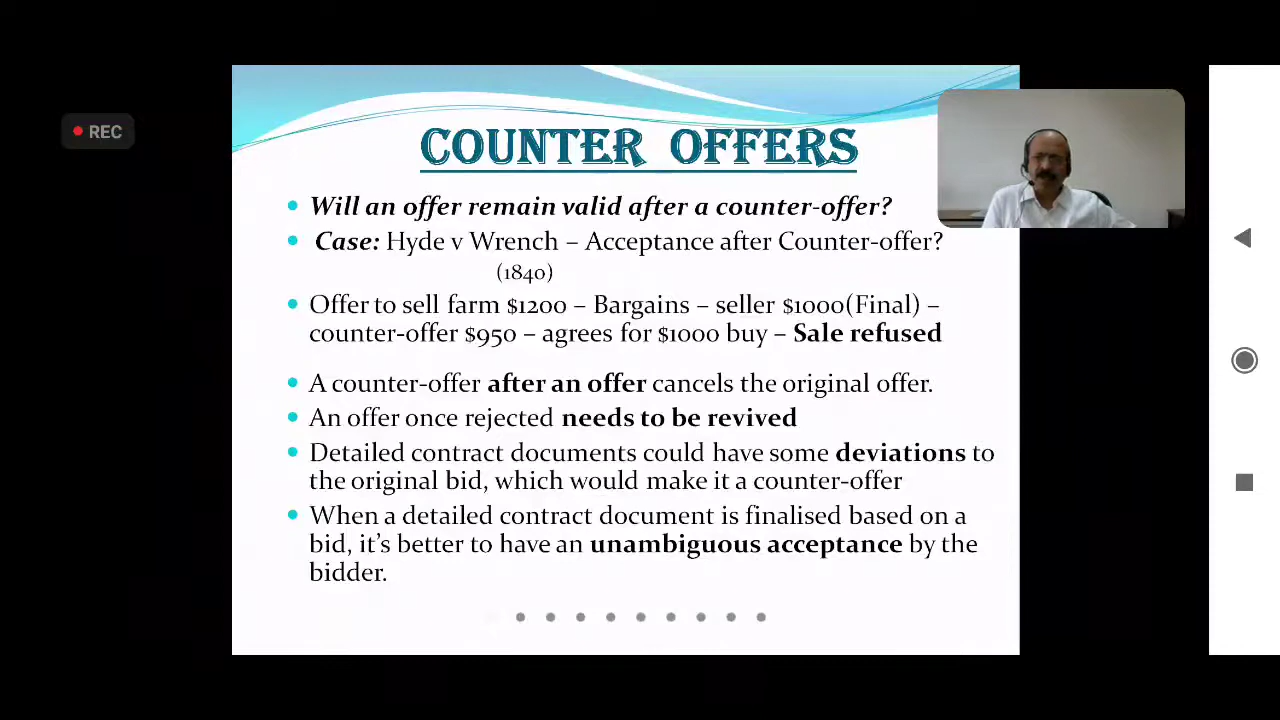 REC
COUNTER OFFERS
Will an offer remain valid after a counter-offer?
Case: Hyde v Wrench – Acceptance after Counter-offer?
(1840)
Offer to sell farm $1200 – Bargains – seller $1000(Final) –
counter-offer $950 – agrees for $1000 buy – Sale refused
A counter-offer after an offer cancels the original offer.
An offer once rejected needs to be revived
Detailed contract documents could have some deviations to
the original bid, which would make it a counter-offer
When a detailed contract document is finalised based on a
bid, it's better to have an unambiguous acceptance by the
bidder.